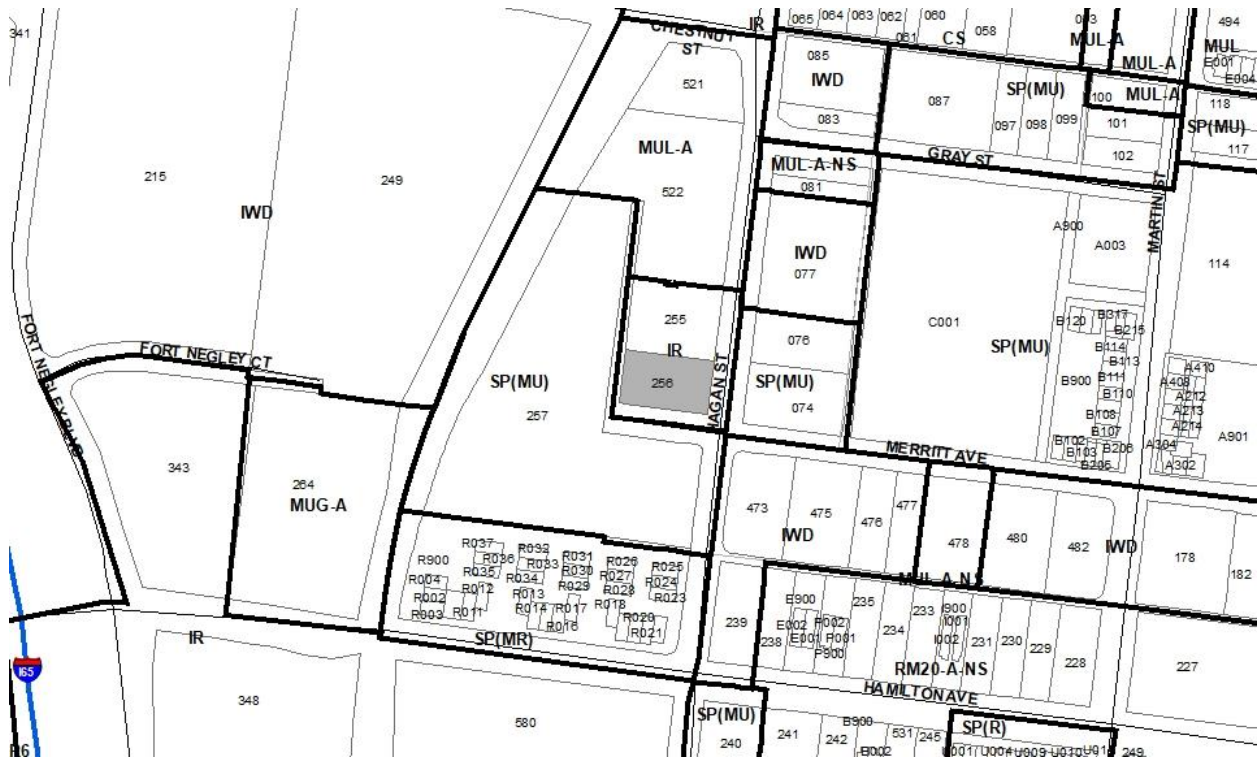 341
215
249
IWD
CHESTNUT
ST
521
MUL-A
522
IR
065
064
063
062
061
060
058
CS
MUL-A
MUL-A
MUL-A
494
MUL
E001
E004
085
IWD
083
087
SP(MU)
097
098
099
100
101
102
118
SP(MU)
117
GRAY ST
MUL-A-NS
081
IWD
077
MARTIN ST
A900
A003
114
255
IR
256
HAGAN ST
076
SP(MU)
074
C001
SP(MU)
B120
B317
B215
B114
B113
B111
B110
B900
B108
B107
B102
B103
B206
B205
A410
A408
A212
A213
A214
A304
A302
A901
FORT NEGLEY BLVD
FORT NEGLEY CT
SP(MU)
257
343
264
MUG-A
MERRITT AVE
473
475
476
477
IWD
478
480
482
IWD
178
182
MUL-A-NS
R037
R036
R035
R032
R033
R034
R031
R030
R029
R026
R027
R028
R025
R024
R023
R900
R004
R002
R003
R012
R011
R013
R014
R017
R016
R018
R020
R021
SP(MR)
239
238
E900
E002
E001
P002
P001
P900
235
234
233
I900
I001
I002
231
230
229
228
227
RM20-A-NS
HAMILTON AVE
IR
65
348
580
SP(MU)
240
241
242
B900
531
245
SP(R)
U001
U004
U009
U010
249
R6